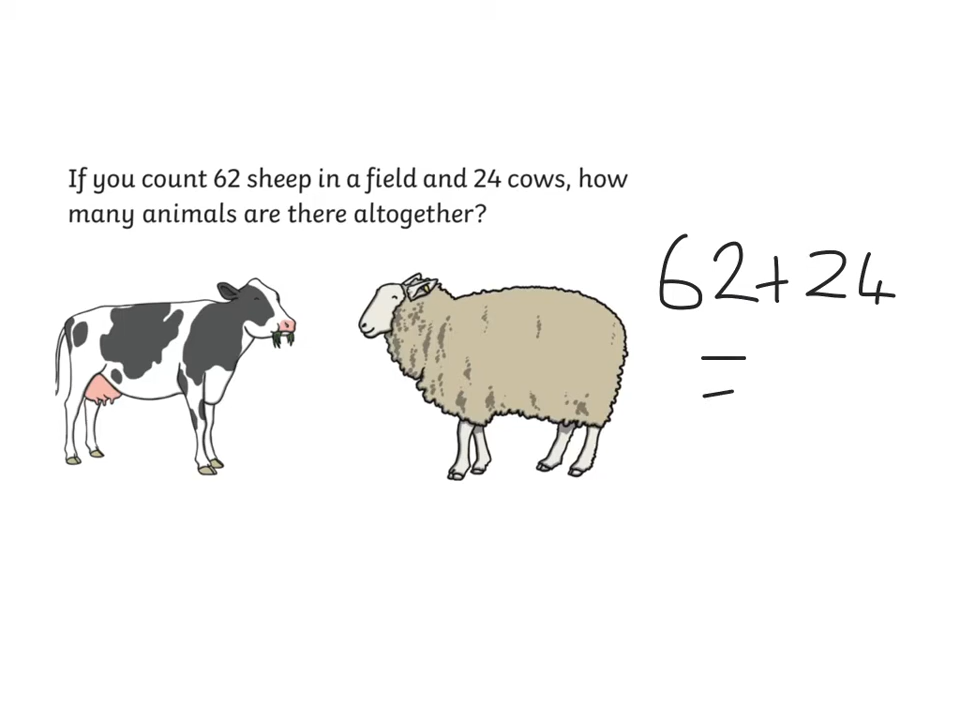 If you count 62 sheep in a field and 24 cows, how
many animals are there altogether?
62+24
=